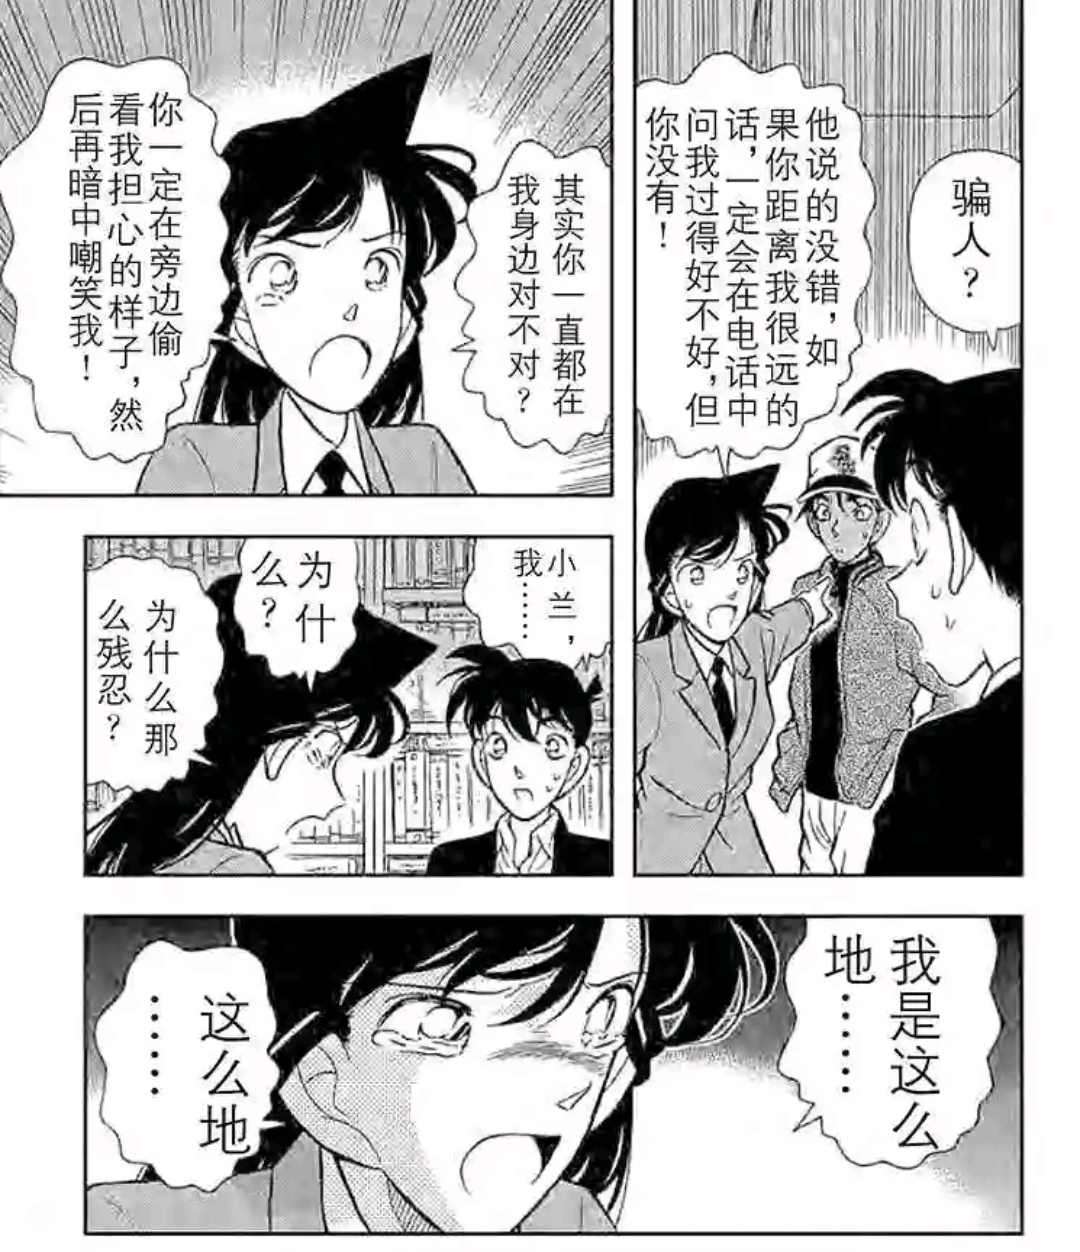 骗
人
？
他说的没错，如
果你距离我很远的
话，一定会在电话中
问我过得好不好，但
你没有！
其实你一直都在
我身边对不对？
你一定在旁边偷
看我担心的样子，然
后再暗中嘲笑我！
小兰，
我……
为什
么？
为什么那
么残忍？
我是这么
地……
这么地
……